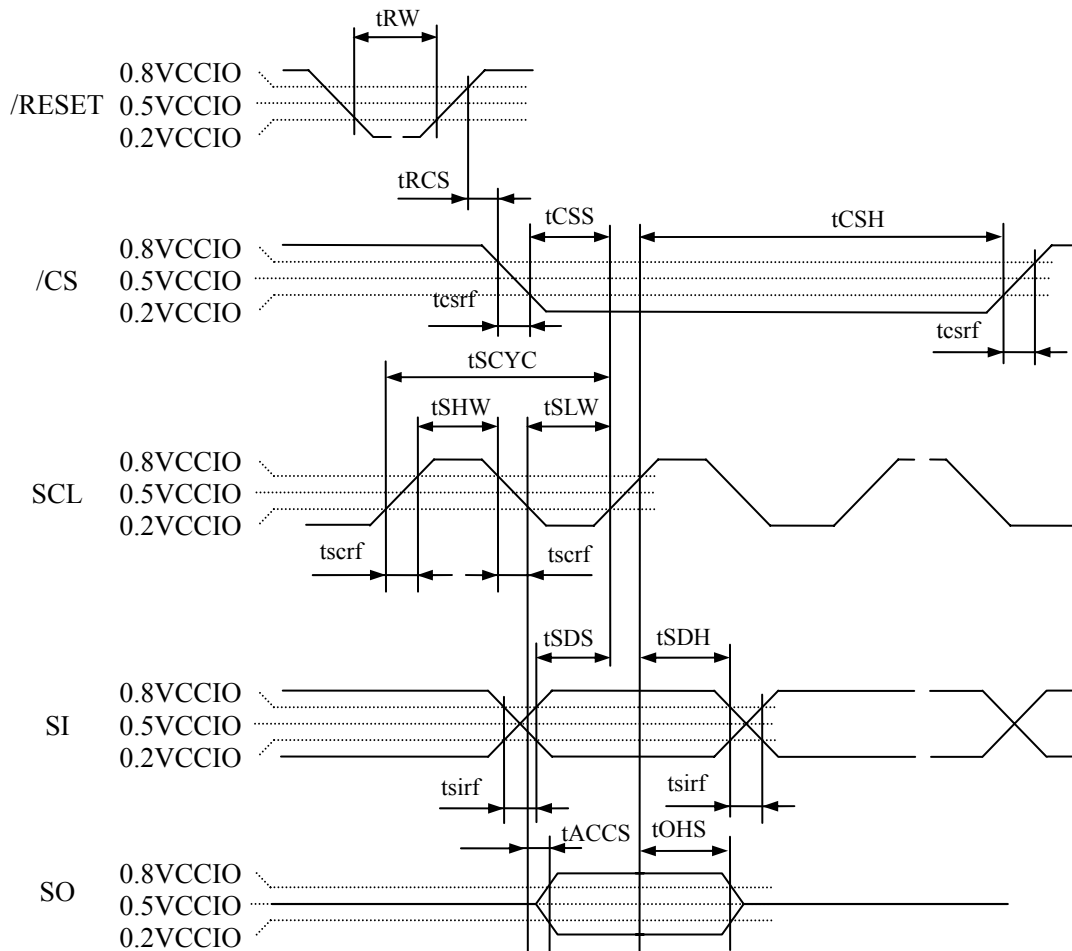 tRW
0.8VCCIO
/RESET 0.5VCCIO
0.2VCCIO
tRCS
tCSS tCSH
0.8VCCIO
/CS 0.5VCCIO
0.2VCCIO
tcsrf tcsrf
tSCYC
tSHW tSLW
0.8VCCIO
SCL 0.5VCCIO
0.2VCCIO
tscrf tscrf
tSDS tSDH
0.8VCCIO
SI 0.5VCCIO
0.2VCCIO
tsirf tsirf
tACCS tOHS
0.8VCCIO
SO 0.5VCCIO
0.2VCCIO